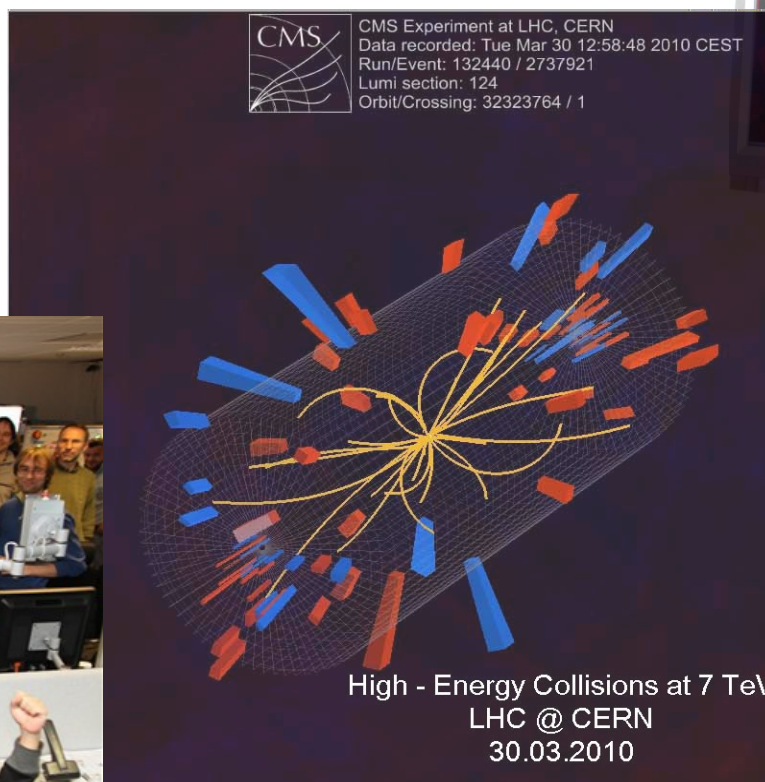 CMS
CMS Experiment at LHC, CERN
Data recorded: Tue Mar 30 12:58:48 2010 CEST
Run/Event: 132440 / 2737921
Lumi section: 124
Orbit/Crossing: 32323764 / 1
High - Energy Collisions at 7 TeV
LHC @ CERN
30.03.2010